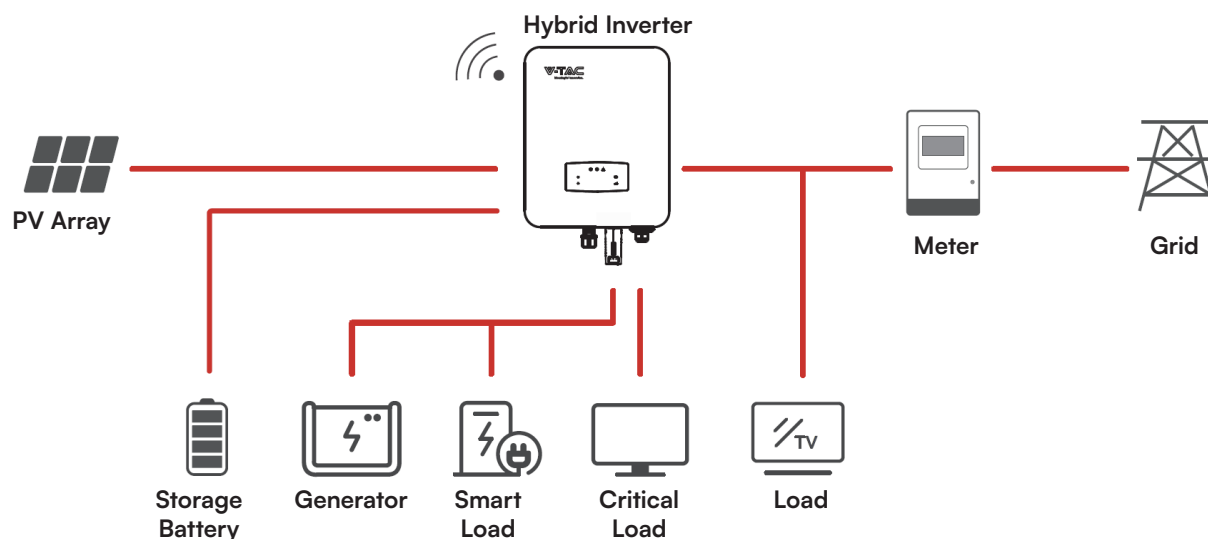 Hybrid Inverter
V-TAC
PV Array
Meter
Grid
TV
Storage
Battery
Generator
Smart
Load
Critical
Load
Load